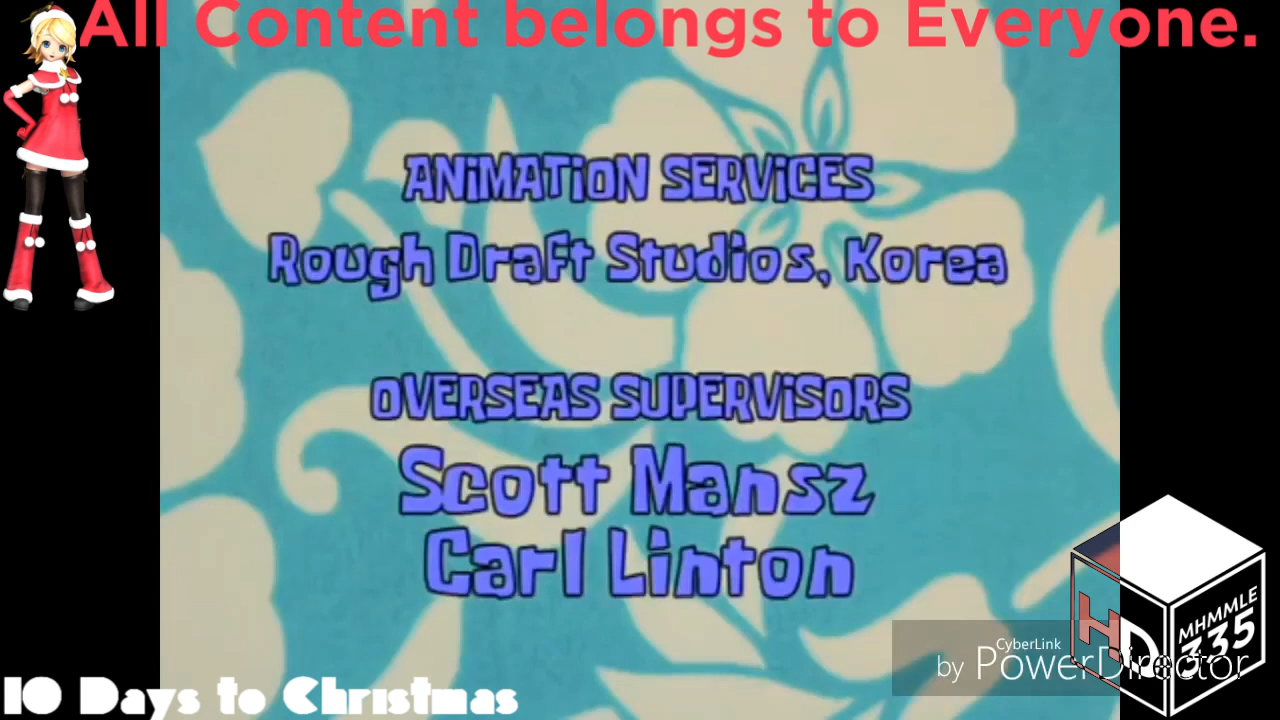 All Content belongs to Everyone.
ANiMATiON SERViCES
Rough Draft Studios, Korea
OVERSEAS SUPERViSORS
Scott Mansz
Carl Linton
HD
MHMMLE
335
CyberLink
by PowerDirector
10 Days to Christmas